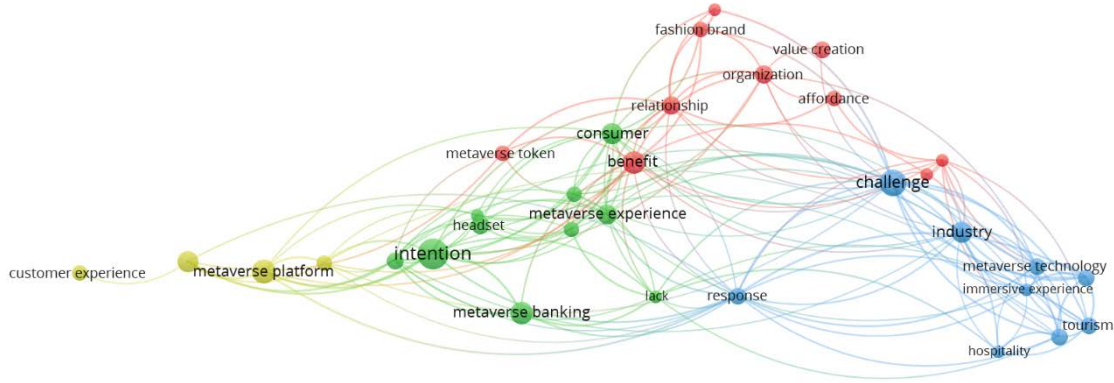 fashion brand
value creation
organization
affordance
relationship
consumer
metaverse token
benefit
challenge
metaverse experience
headset
industry
intention
metaverse technology
customer experience
metaverse platform
immersive experience
lack
response
metaverse banking
tourism
hospitality